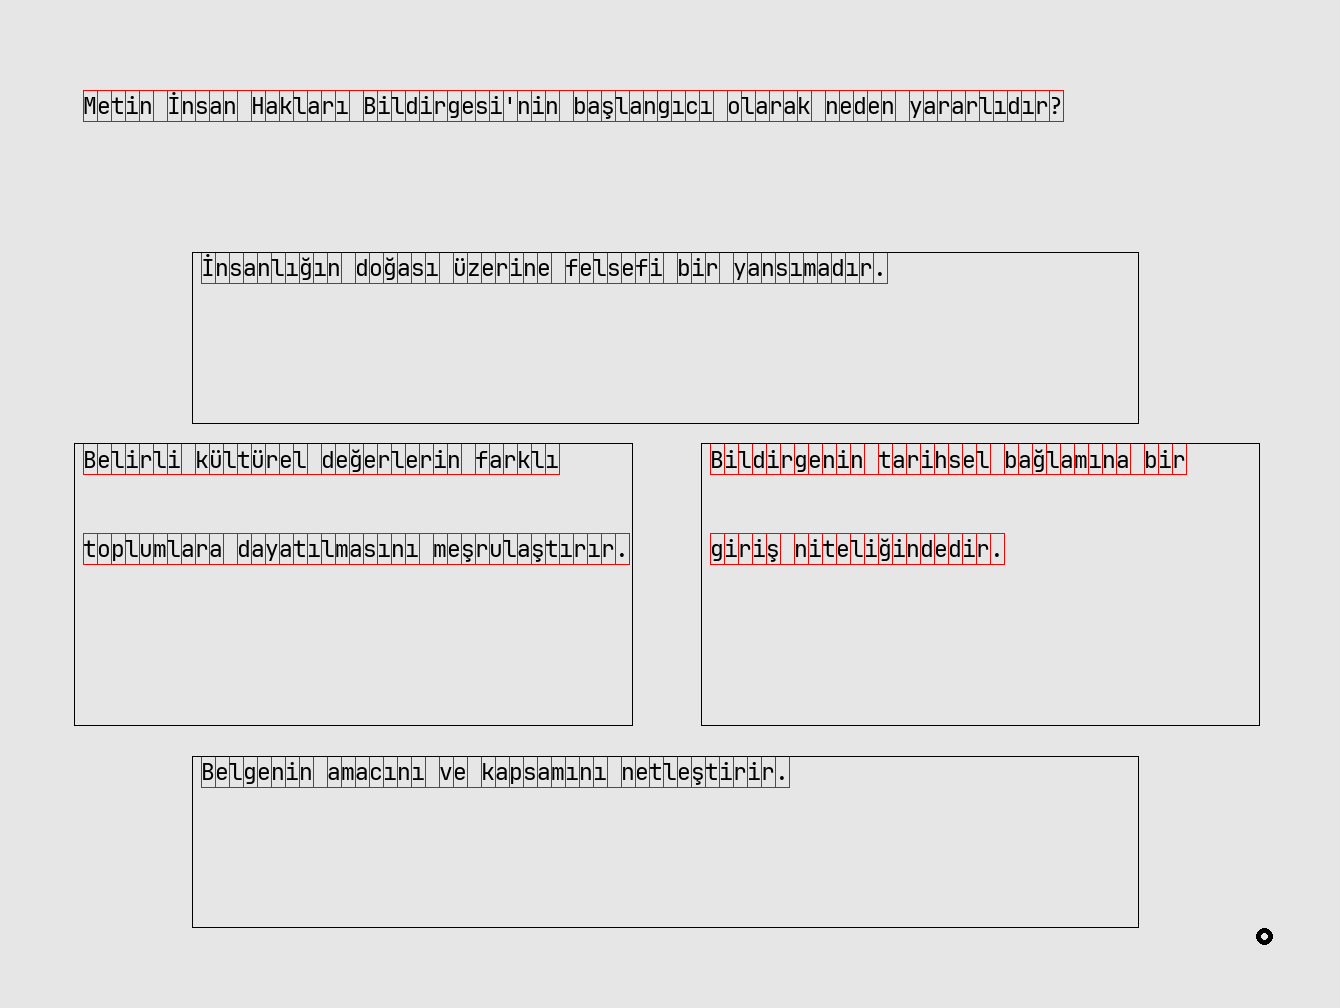 Metin İnsan Hakları Bildirgesi'nin başlangıcı olarak neden yararlıdır?
İnsanlığın doğası üzerine felsefi bir yansımadır.
Belirli kültürel değerlerin farklı
toplumlara dayatılmasını meşrulaştırır.
Bildirgenin tarihsel bağlamına bir
giriş niteliğindedir.
Belgenin amacını ve kapsamını netleştirir.